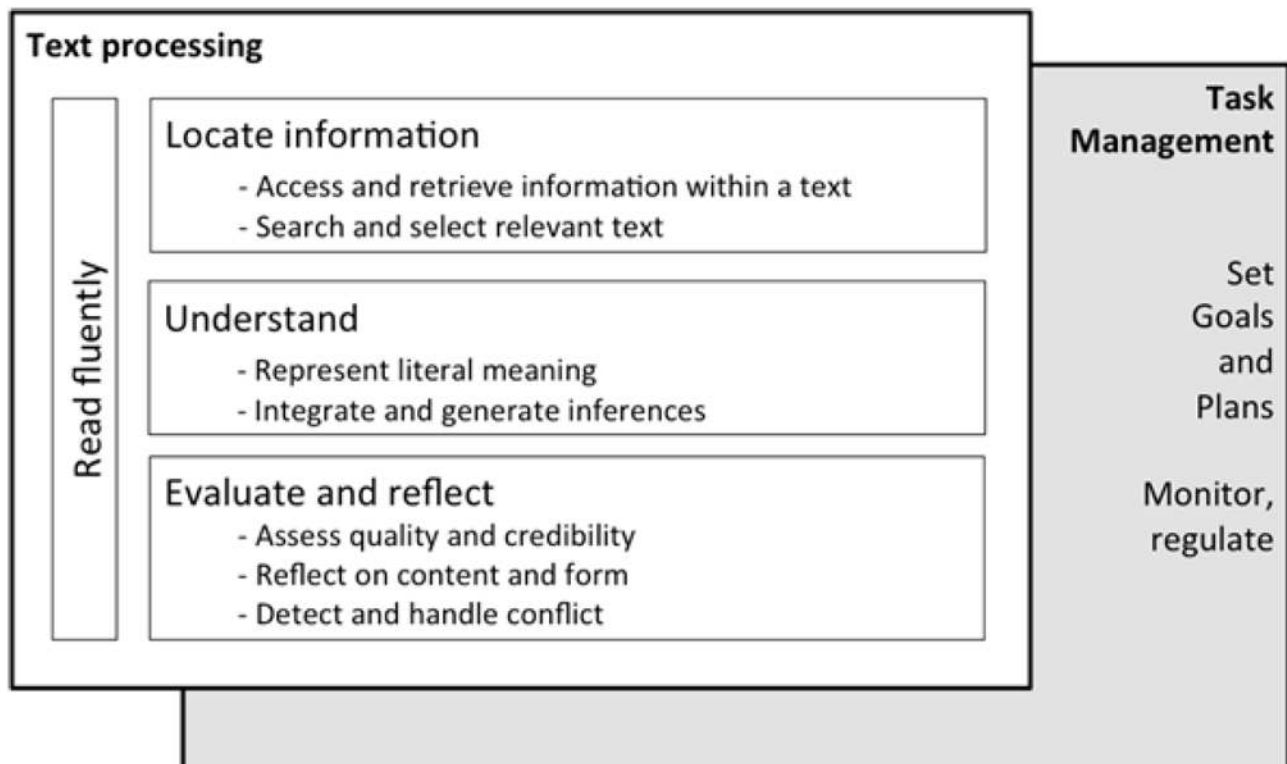 Text processing
Read fluently
Locate information
- Access and retrieve information within a text
- Search and select relevant text
Understand
- Represent literal meaning
- Integrate and generate inferences
Evaluate and reflect
- Assess quality and credibility
- Reflect on content and form
- Detect and handle conflict
Task
Management
Set
Goals
and
Plans
Monitor,
regulate